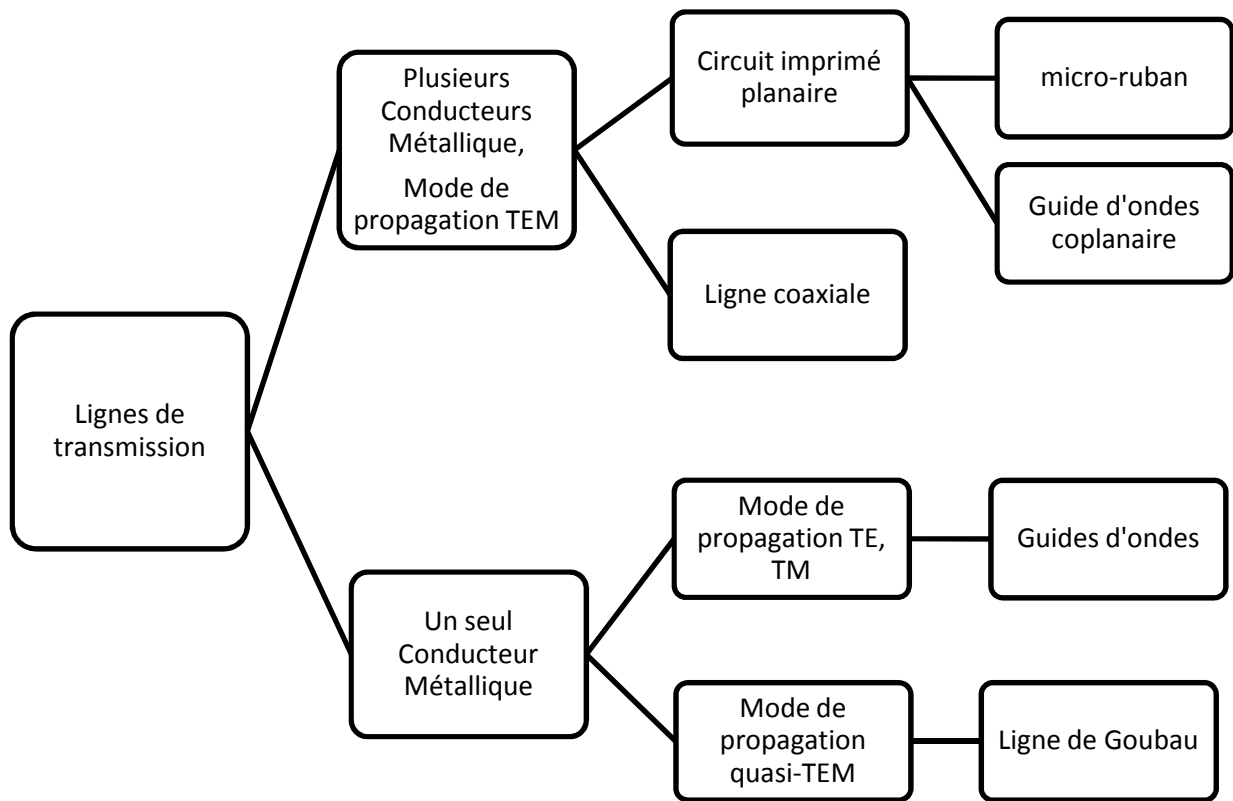 Lignes de
transmission
Plusieurs
Conducteurs
Métallique,
Mode de
propagation TEM
Circuit imprimé
planaire
micro-ruban
Guide d'ondes
coplanaire
Ligne coaxiale
Un seul
Conducteur
Métallique
Mode de
propagation TE,
TM
Guides d'ondes
Mode de
propagation
quasi-TEM
Ligne de Goubau